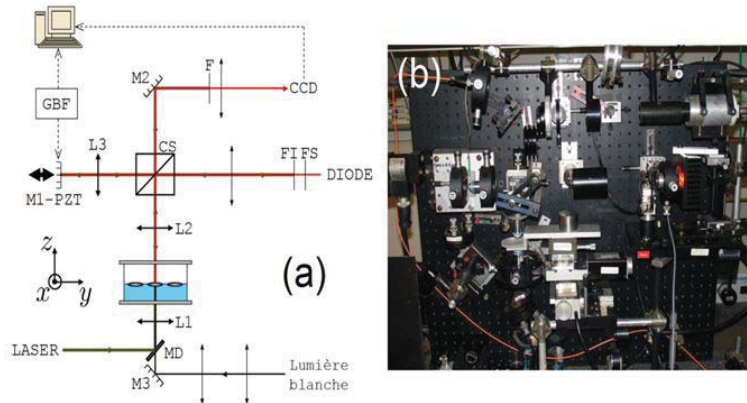 M2
F
CCD
GBF
L3
CS
FI FS
DIODE
M1-PZT
L2
z
x
y
(a)
L1
LASER
MD
M3
Lumière
blanche
(b)